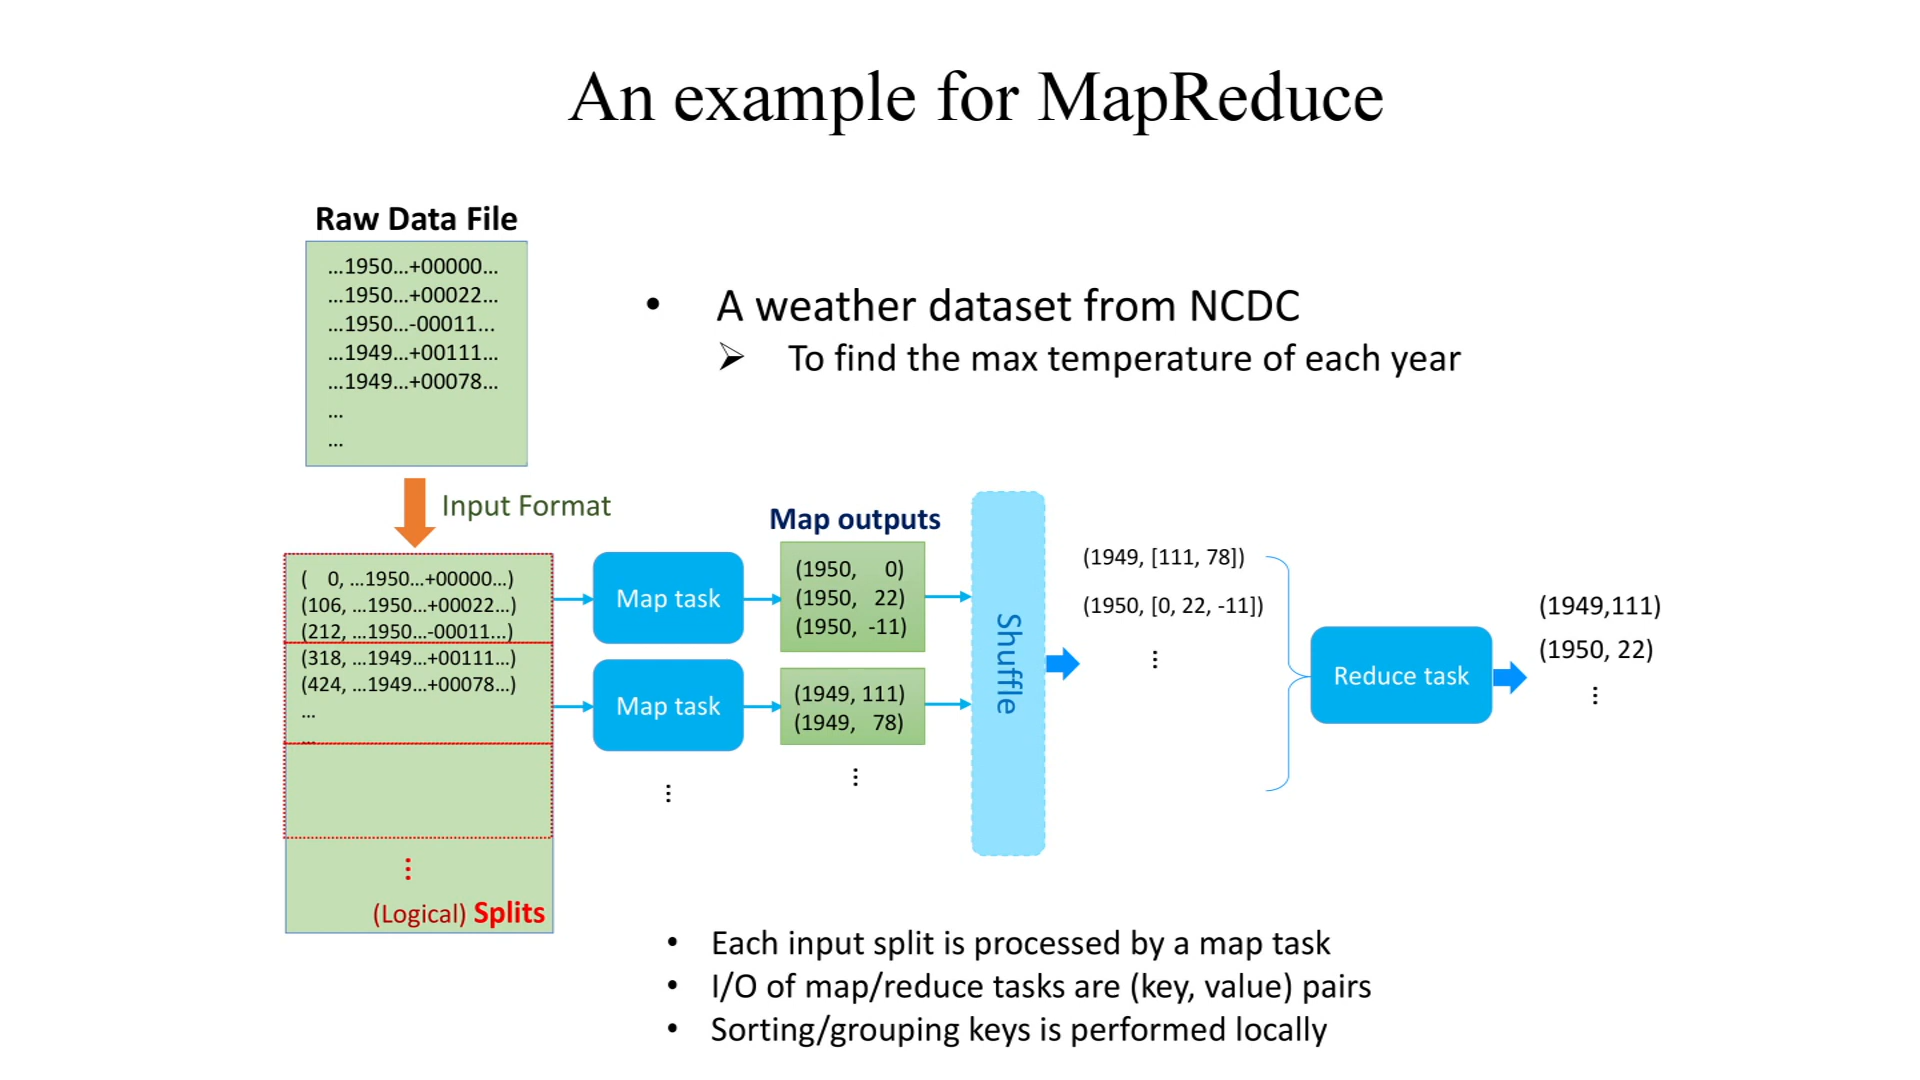 An example for MapReduce
Raw Data File
...1950...+00000...
...1950...+00022...
...1950...-00011...
...1949...+00111...
...1949...+00078...
...
...
• A weather dataset from NCDC
➢ To find the max temperature of each year
Input Format
( 0, ...1950...+00000...)
(106, ...1950...+00022...)
(212, ...1950...-00011...)
(318, ...1949...+00111...)
(424, ...1949...+00078...)
...
...
⋮
(Logical) Splits
Map task
Map task
⋮
Map outputs
(1950, 0)
(1950, 22)
(1950, -11)
(1949, 111)
(1949, 78)
⋮
Shuffle
(1949, [111, 78])
(1950, [0, 22, -11])
⋮
Reduce task
(1949,111)
(1950, 22)
⋮
• Each input split is processed by a map task
• I/O of map/reduce tasks are (key, value) pairs
• Sorting/grouping keys is performed locally